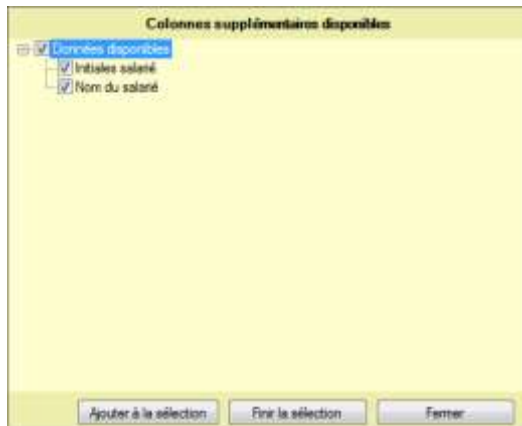 Colonnes supplémentaires disponibles
Données disponibles
Initiales salarié
Nom du salarié
Ajouter à la sélection Finir la sélection Fermer